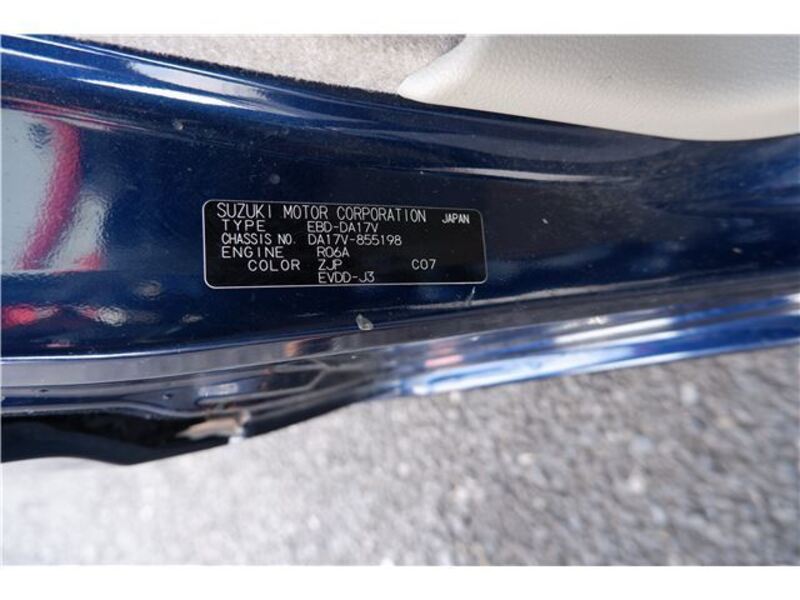 SUZUKI MOTOR CORPORATION JAPAN
TYPE EBD-DA17V
CHASSIS NO. DA17V-855198
ENGINE R06A
COLOR ZJP C07
EVDD-J3